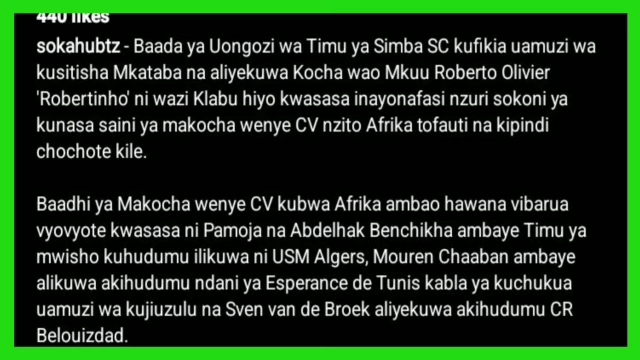 440 likes
sokahubtz - Baada ya Uongozi wa Timu ya Simba SC kufikia uamuzi wa
kusitisha Mkataba na aliyekuwa Kocha wao Mkuu Roberto Olivier
'Robertinho' ni wazi Klabu hiyo kwasasa inayonafasi nzuri sokoni ya
kunasa saini ya makocha wenye CV nzito Afrika tofauti na kipindi
chochote kile.
Baadhi ya Makocha wenye CV kubwa Afrika ambao hawana vibarua
vyovyote kwasasa ni Pamoja na Abdelhak Benchikha ambaye Timu ya
mwisho kuhudumu ilikuwa ni USM Algers, Mouren Chaaban ambaye
alikuwa akihudumu ndani ya Esperance de Tunis kabla ya kuchukua
uamuzi wa kujiuzulu na Sven van de Broek aliyekuwa akihudumu CR
Belouizdad.